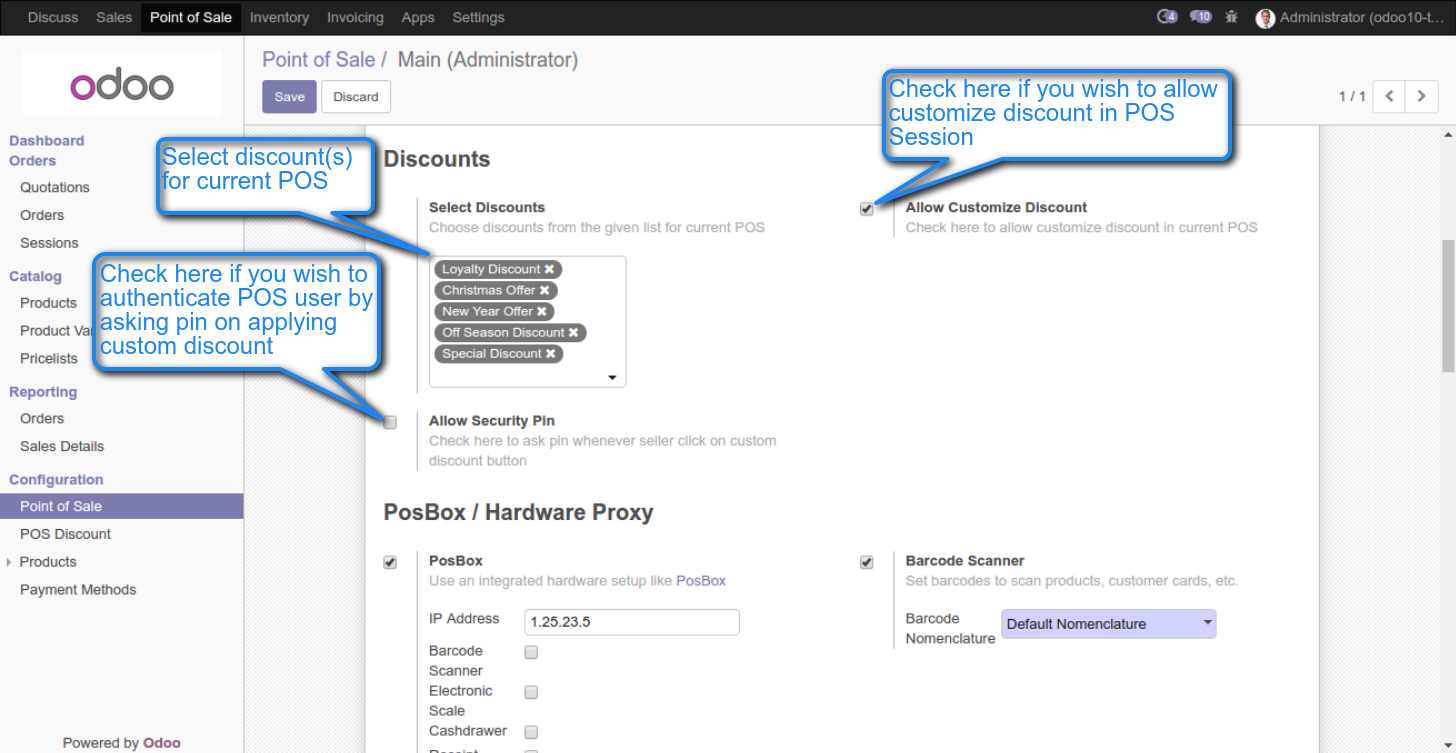 Discuss Sales Point of Sale Inventory Invoicing Apps Settings
4 10 Administrator (odoo10-t...
odoo
Point of Sale / Main (Administrator)
Save Discard
1 / 1
Dashboard
Orders
Quotations
Orders
Sessions
Catalog
Products
Product Va
Pricelists
Reporting
Orders
Sales Details
Configuration
Point of Sale
POS Discount
Products
Payment Methods
Powered by Odoo
Check here if you wish to allow
customize discount in POS
Session
Select discount(s)
for current POS
Check here if you wish to
authenticate POS user by
asking pin on applying
custom discount
Discounts
Select Discounts
Choose discounts from the given list for current POS
Loyalty Discount ✖
Christmas Offer ✖
New Year Offer ✖
Off Season Discount ✖
Special Discount ✖
Allow Customize Discount
Check here to allow customize discount in current POS
Allow Security Pin
Check here to ask pin whenever seller click on custom
discount button
PosBox / Hardware Proxy
PosBox
Use an integrated hardware setup like PosBox
IP Address 1.25.23.5
Barcode
Scanner
Electronic
Scale
Cashdrawer
Receipt
Barcode Scanner
Set barcodes to scan products, customer cards, etc.
Barcode
Nomenclature
Default Nomenclature